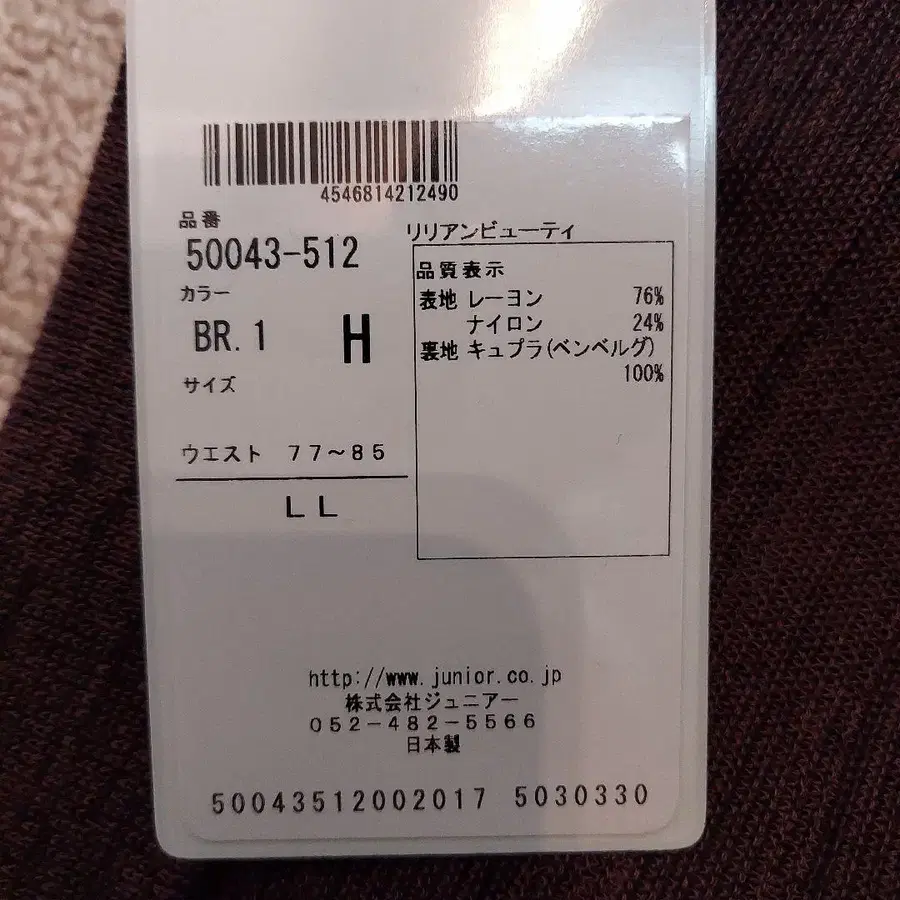 4546814212490
品番
50043-512
カラー
BR. 1 H
サイズ
ウエスト 77～85
LL
リリアンビューティ
品質表示
表地 レーヨン 76%
ナイロン 24%
裏地 キュプラ(ベンベルグ)
100%
http://www.junior.co.jp
株式会社ジュニアー
052-482-5566
日本製
50043512002017 5030330